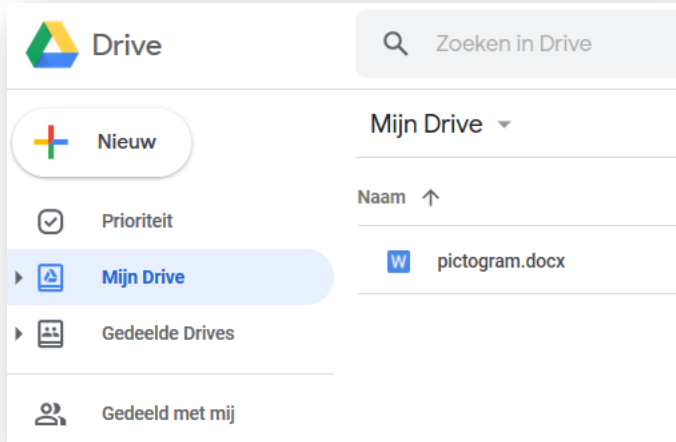 Drive
Zoeken in Drive
Nieuw
Mijn Drive
Naam
Prioriteit
W pictogram.docx
Mijn Drive
Gedeelde Drives
Gedeeld met mij